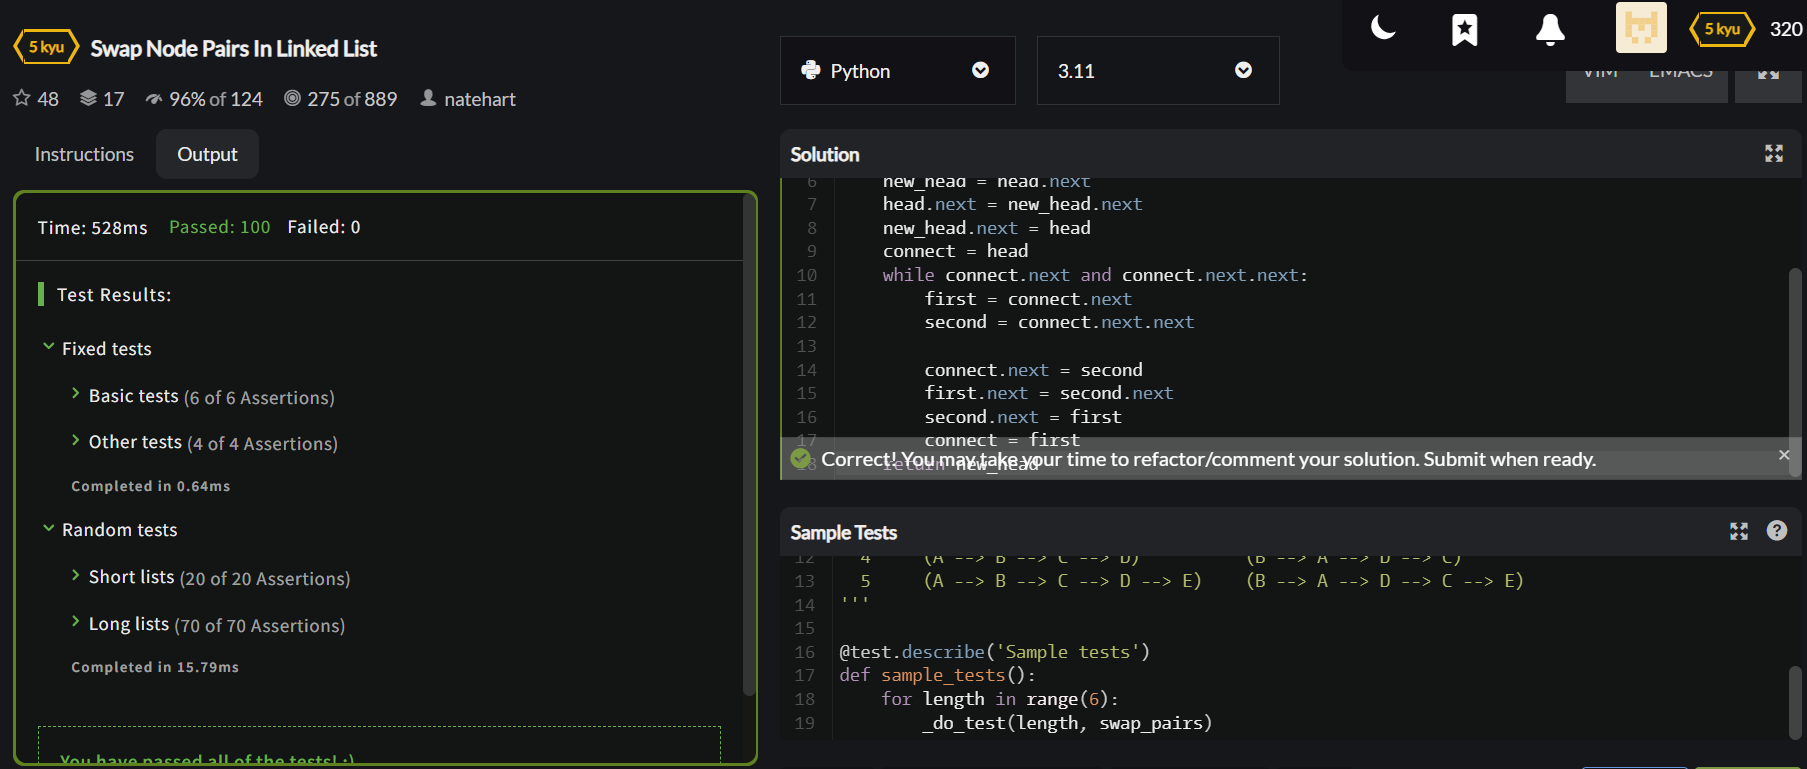 5 kyu Swap Node Pairs In Linked List
48 17 96% of 124 275 of 889 natehart
Instructions Output
Time: 528ms Passed: 100 Failed: 0
Test Results:
Fixed tests
Basic tests (6 of 6 Assertions)
Other tests (4 of 4 Assertions)
Completed in 0.64ms
Random tests
Short lists (20 of 20 Assertions)
Long lists (70 of 70 Assertions)
Completed in 15.79ms
You have passed all of the tests! :)
Python 3.11
5 kyu 320
VIM EMACS
Solution
6 new_head = head.next
7 head.next = new_head.next
8 new_head.next = head
9 connect = head
10 while connect.next and connect.next.next:
11 first = connect.next
12 second = connect.next.next
13
14 connect.next = second
15 first.next = second.next
16 second.next = first
17 connect = first
18 return new_head
Correct! You may take your time to refactor/comment your solution. Submit when ready.
Sample Tests
12 4 (A --> B --> C --> D) (B --> A --> D --> C)
13 5 (A --> B --> C --> D --> E) (B --> A --> D --> C --> E)
14 '''
15
16 @test.describe('Sample tests')
17 def sample_tests():
18 for length in range(6):
19 _do_test(length, swap_pairs)